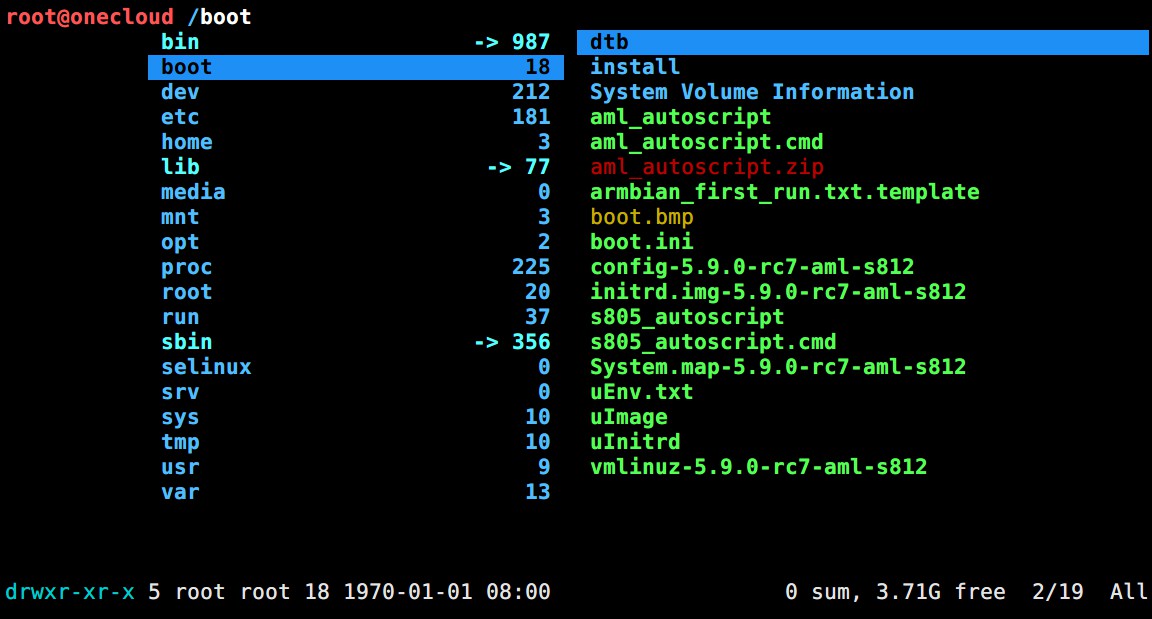 root@onecloud /boot
bin -> 987 dtb
boot 18 install
dev 212 System Volume Information
etc 181 aml_autoscript
home 3 aml_autoscript.cmd
lib -> 77 aml_autoscript.zip
media 0 armbian_first_run.txt.template
mnt 3 boot.bmp
opt 2 boot.ini
proc 225 config-5.9.0-rc7-aml-s812
root 20 initrd.img-5.9.0-rc7-aml-s812
run 37 s805_autoscript
sbin -> 356 s805_autoscript.cmd
selinux 0 System.map-5.9.0-rc7-aml-s812
srv 0 uEnv.txt
sys 10 uImage
tmp 10 uInitrd
usr 9 vmlinuz-5.9.0-rc7-aml-s812
var 13
drwxr-xr-x 5 root root 18 1970-01-01 08:00 0 sum, 3.71G free 2/19 All